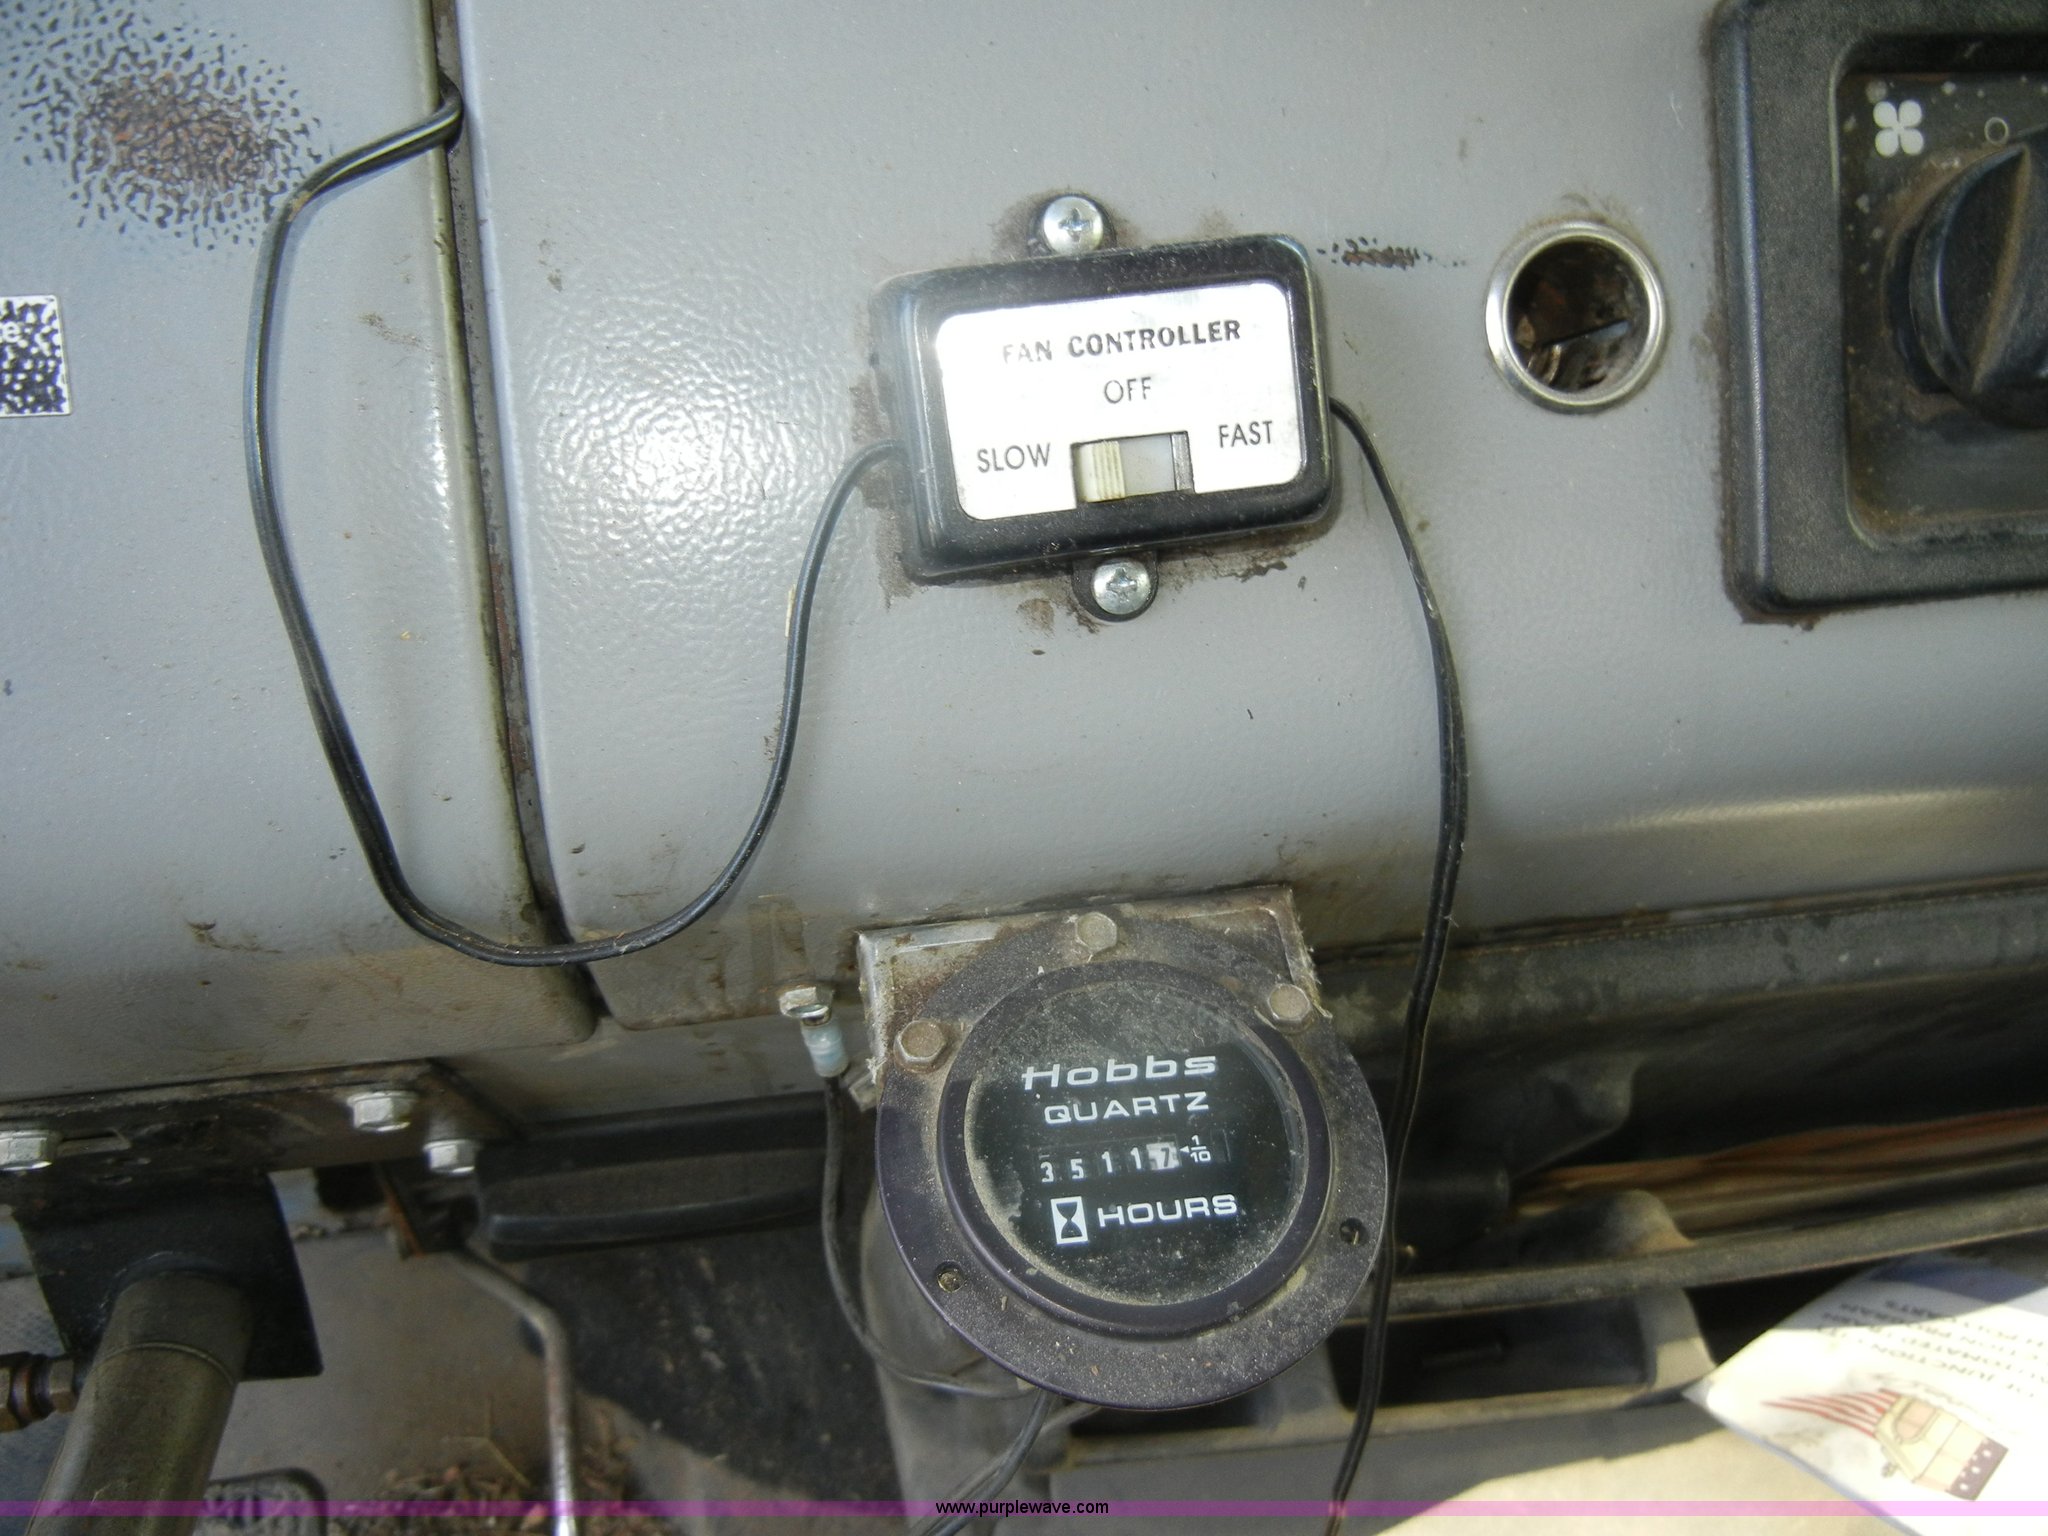 FAN CONTROLLER
OFF
SLOW FAST
Hobbs
QUARTZ
3 5 1 1 7 1/10
HOURS
www.purplewave.com